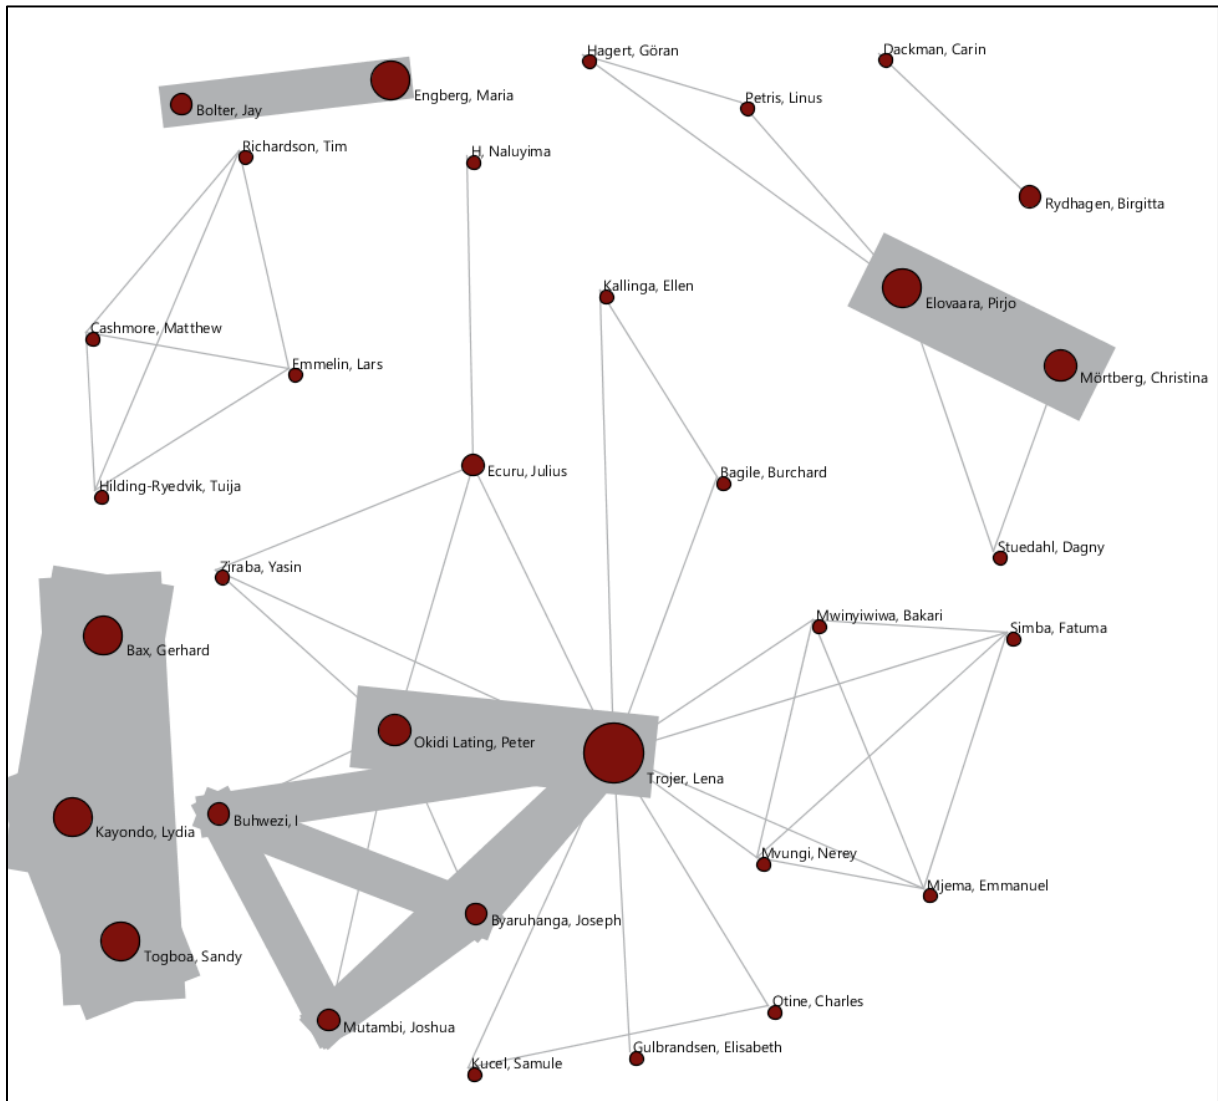 Hagert, Göran
Dackman, Carin
Engberg, Maria
Petris, Linus
Bolter, Jay
Richardson, Tim
H, Naluyima
Rydhagen, Birgitta
Kallinga, Ellen
Elovaara, Pirjo
Cashmore, Matthew
Emmelin, Lars
Mörtberg, Christina
Ecuru, Julius
Bagile, Burchard
Hilding-Ryedvik, Tuija
Stuedahl, Dagny
Ziraba, Yasin
Mwinyiwiwa, Bakari
Simba, Fatuma
Bax, Gerhard
Okidi Lating, Peter
Trojer, Lena
Buhwezi, I
Kayondo, Lydia
Mvungi, Nerey
Mjema, Emmanuel
Byaruhanga, Joseph
Togboa, Sandy
Otine, Charles
Mutambi, Joshua
Gulbrandsen, Elisabeth
Kucel, Samule